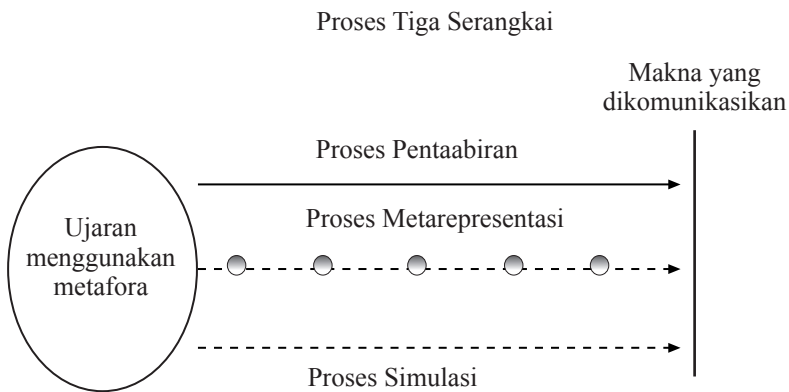 Proses Tiga Serangkai
Makna yang
dikomunikasikan
Proses Pentaabiran
Proses Metarepresentasi
Ujaran
menggunakan
metafora
Proses Simulasi